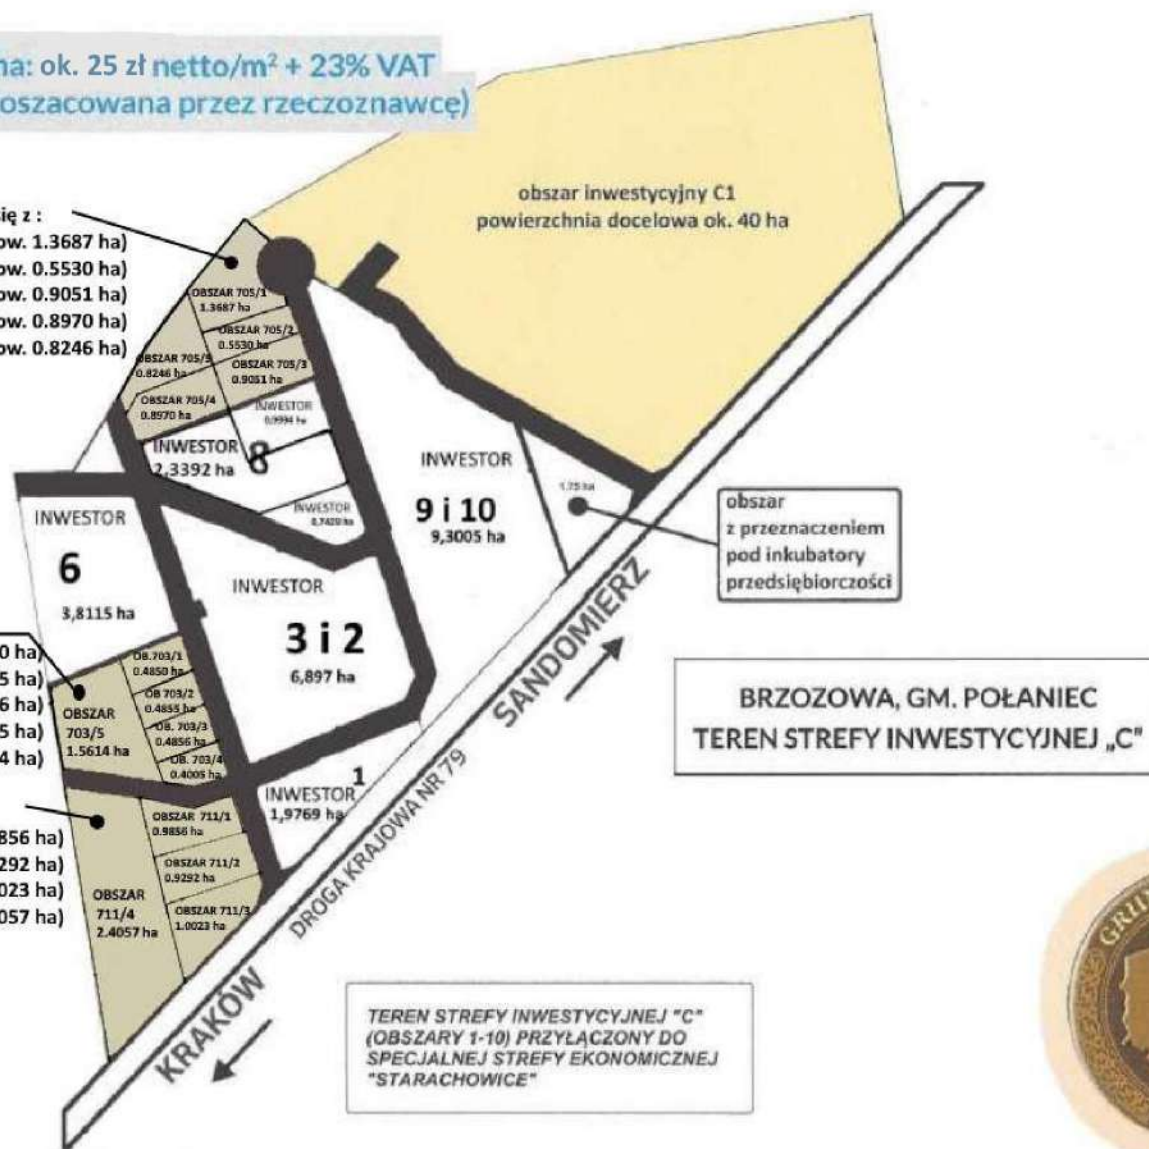 na: ok. 25 zł netto/m² + 23% VAT
oszacowana przez rzeczoznawcę)
się z :
ow. 1.3687 ha)
ow. 0.5530 ha)
ow. 0.9051 ha)
ow. 0.8970 ha)
ow. 0.8246 ha)
obszar inwestycyjny C1
powierzchnia docelowa ok. 40 ha
OBSZAR 705/1
1.3687 ha
OBSZAR 705/2
0.5530 ha
OBSZAR 705/3
0.9051 ha
OBSZAR 705/5
0.8246 ha
OBSZAR 705/4
0.8970 ha
INWESTOR
0,9994 ha
INWESTOR
2,3392 ha
8
INWESTOR
ha
INWESTOR
9 i 10
9,3005 ha
1.75 ha
obszar
z przeznaczeniem
pod inkubatory
przedsiębiorczości
INWESTOR
6
3,8115 ha
INWESTOR
3 i 2
6,897 ha
0 ha)
5 ha)
6 ha)
5 ha)
4 ha)
OB.703/1
0.4850 ha
OB 703/2
0.4855 ha
OB. 703/3
0.4856 ha
OB. 703/4
0.4005 ha
OBSZAR
703/5
1.5614 ha
SANDOMIERZ
BRZOZOWA, GM. POŁANIEC
TEREN STREFY INWESTYCYJNEJ „C"
1
INWESTOR
1,9769 ha
DROGA KRAJOWA NR 79
856 ha)
292 ha)
023 ha)
057 ha)
OBSZAR 711/1
0.9856 ha
OBSZAR 711/2
0.9292 ha
OBSZAR 711/3
1.0023 ha
OBSZAR
711/4
2.4057 ha
KRAKÓW
TEREN STREFY INWESTYCYJNEJ "C"
(OBSZARY 1-10) PRZYŁĄCZONY DO
SPECJALNEJ STREFY EKONOMICZNEJ
"STARACHOWICE"